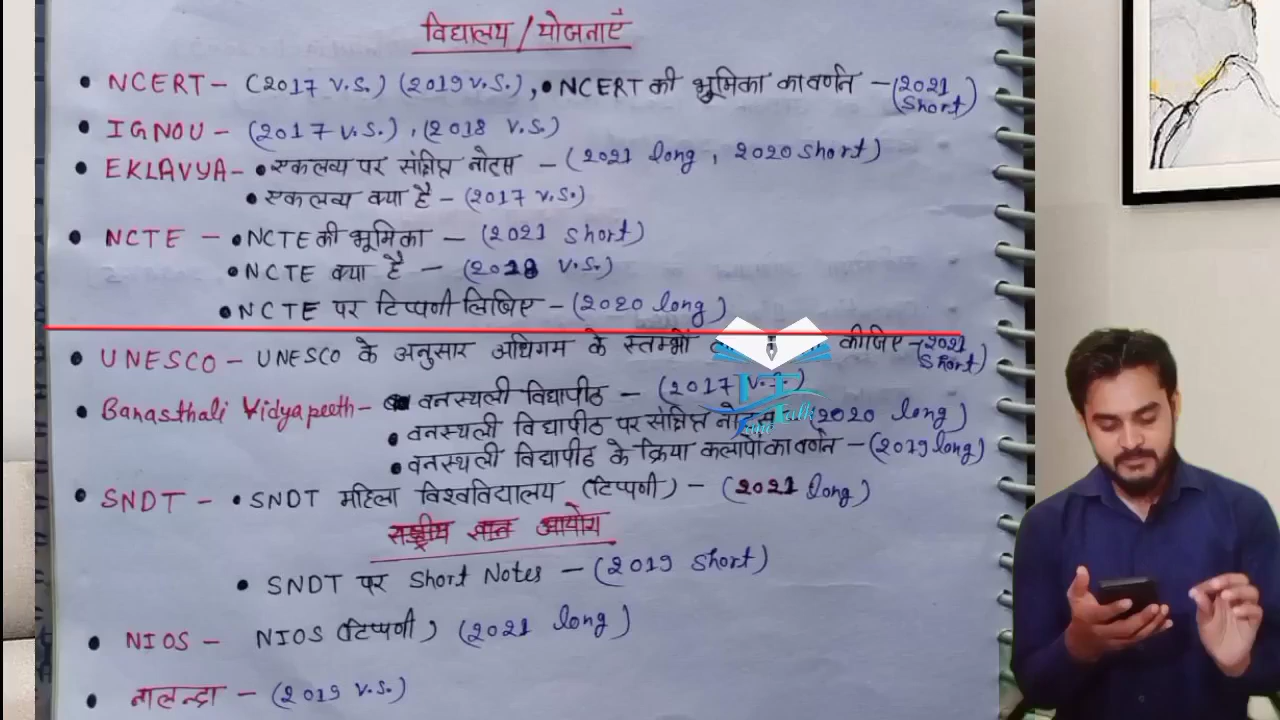 विद्यालय / योजनाएँ
• NCERT - (2017 V.S.) (2019 V.S.), • NCERT की भूमिका का वर्णन - (2021 Short)
• IGNOU - (2017 V.S.), (2018 V.S.)
EKLAVYA - • एकलव्य पर संक्षिप्त नोट्स - (2021 long, 2020 Short)
• एकलव्य क्या है - (2017 V.S.)
• NCTE - • NCTE की भूमिका - (2021 Short)
• NCTE क्या है - (2018 V.S.)
• NCTE पर टिप्पणी लिखिए - (2020 long)
• UNESCO - UNESCO के अनुसार अधिगम के स्तम्भों कीजिए - (2021 Short)
• Banasthali Vidyapeeth - वनस्थली विद्यापीठ - (2017 V.S.)
• वनस्थली विद्यापीठ पर संक्षिप्त नोट्स (2020 long)
• वनस्थली विद्यापीठ के क्रिया कलापों का वर्णन - (2019 long)
• SNDT - • SNDT महिला विश्वविद्यालय (टिप्पणी) - (2021 long)
राष्ट्रीय ज्ञान आयोग
• SNDT पर Short Notes - (2019 Short)
• NIOS - NIOS (टिप्पणी) (2021 long)
• नालन्दा - (2019 V.S.)